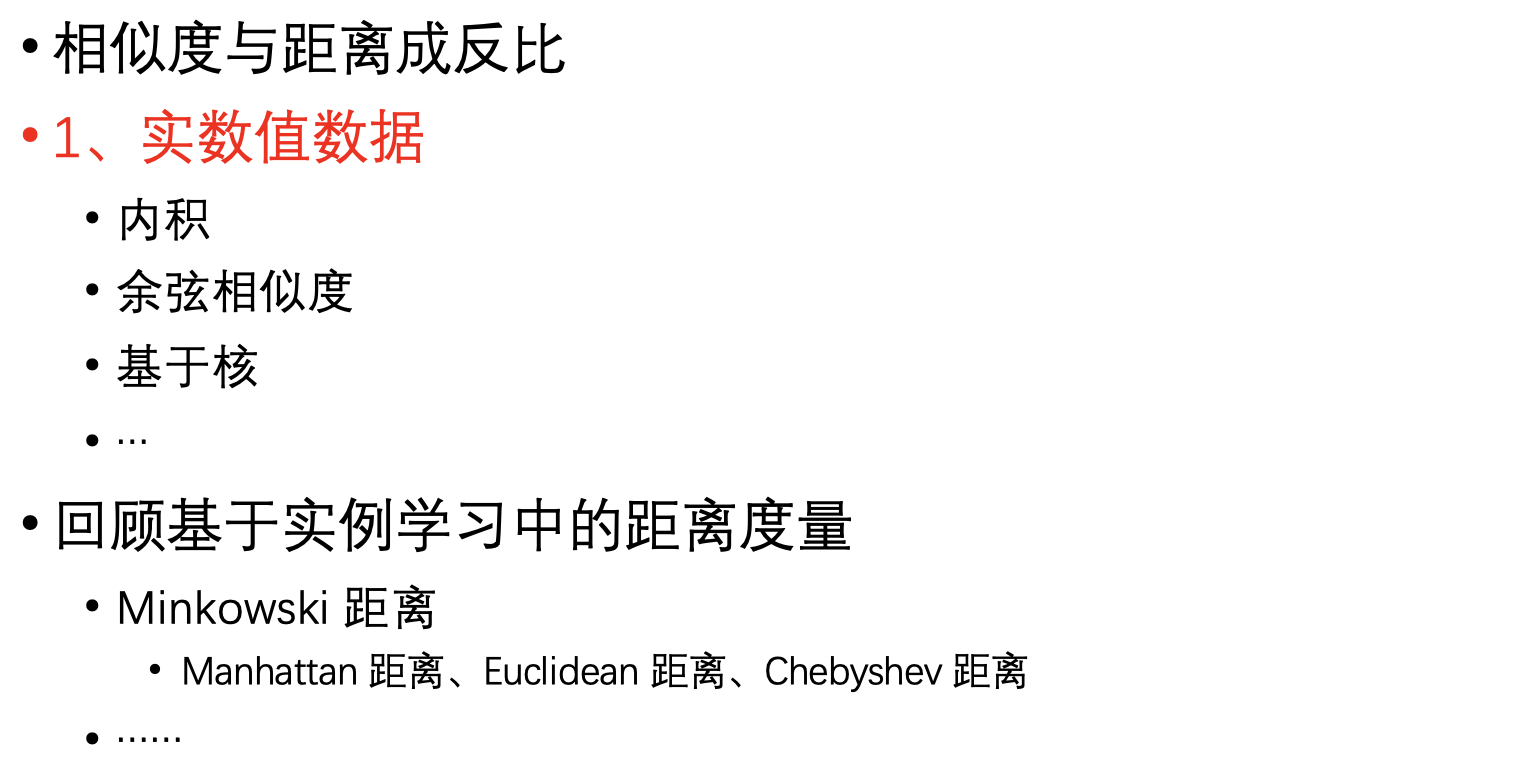 • 相似度与距离成反比
• 1、实数值数据
• 内积
• 余弦相似度
• 基于核
• …
• 回顾基于实例学习中的距离度量
• Minkowski 距离
• Manhattan 距离、Euclidean 距离、Chebyshev 距离
• ……